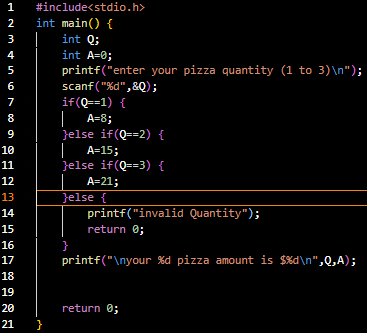 1 #include<stdio.h>
2 int main() {
3     int Q;
4     int A=0;
5     printf("enter your pizza quantity (1 to 3)\n");
6     scanf("%d",&Q);
7     if(Q==1) {
8         A=8;
9     }else if(Q==2) {
10         A=15;
11     }else if(Q==3) {
12         A=21;
13     }else {
14         printf("invalid Quantity");
15         return 0;
16     }
17     printf("\nyour %d pizza amount is $%d\n",Q,A);
18
19
20     return 0;
21 }